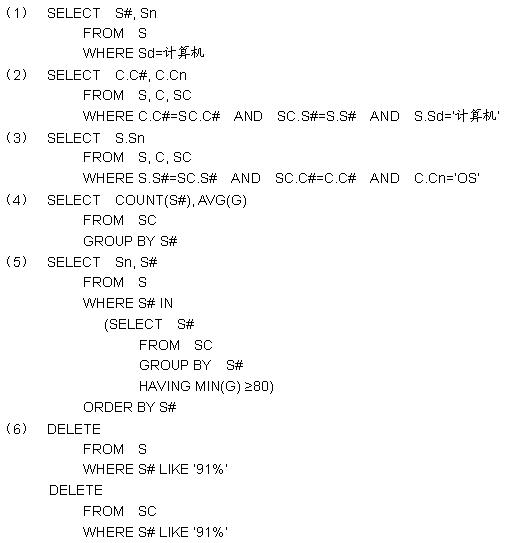 （1） SELECT S#, Sn
FROM S
WHERE Sd=计算机
（2） SELECT C.C#, C.Cn
FROM S, C, SC
WHERE C.C#=SC.C# AND SC.S#=S.S# AND S.Sd='计算机'
（3） SELECT S.Sn
FROM S, C, SC
WHERE S.S#=SC.S# AND SC.C#=C.C# AND C.Cn='OS'
（4） SELECT COUNT(S#), AVG(G)
FROM SC
GROUP BY S#
（5） SELECT Sn, S#
FROM S
WHERE S# IN
(SELECT S#
FROM SC
GROUP BY S#
HAVING MIN(G) ≥80)
ORDER BY S#
（6） DELETE
FROM S
WHERE S# LIKE '91%'
DELETE
FROM SC
WHERE S# LIKE '91%'